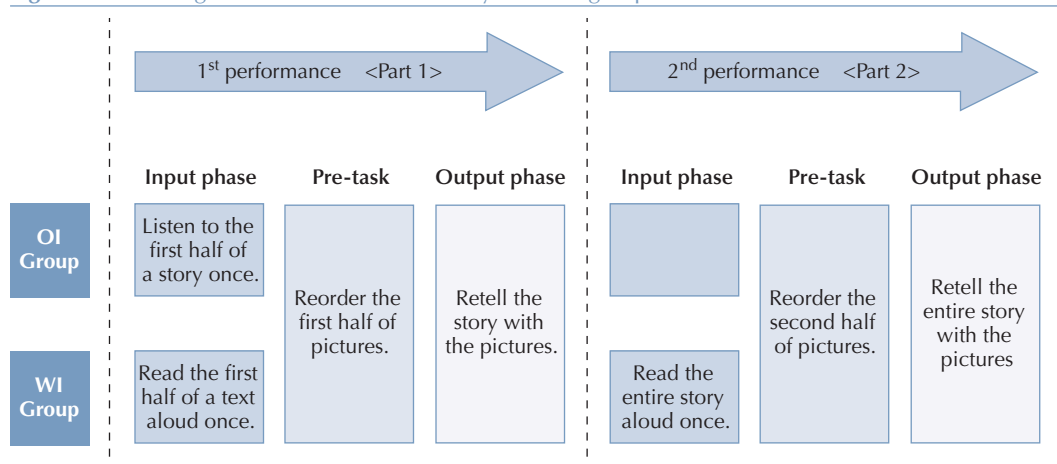 1st performance <Part 1>
2nd performance <Part 2>
Input phase
Pre-task
Output phase
Input phase
Pre-task
Output phase
OI
Group
Listen to the
first half of
a story once.
Reorder the
first half of
pictures.
Retell the
story with
the pictures.
Reorder the
second half
of pictures.
Retell the
entire story
with the
pictures
WI
Group
Read the first
half of a text
aloud once.
Read the
entire story
aloud once.